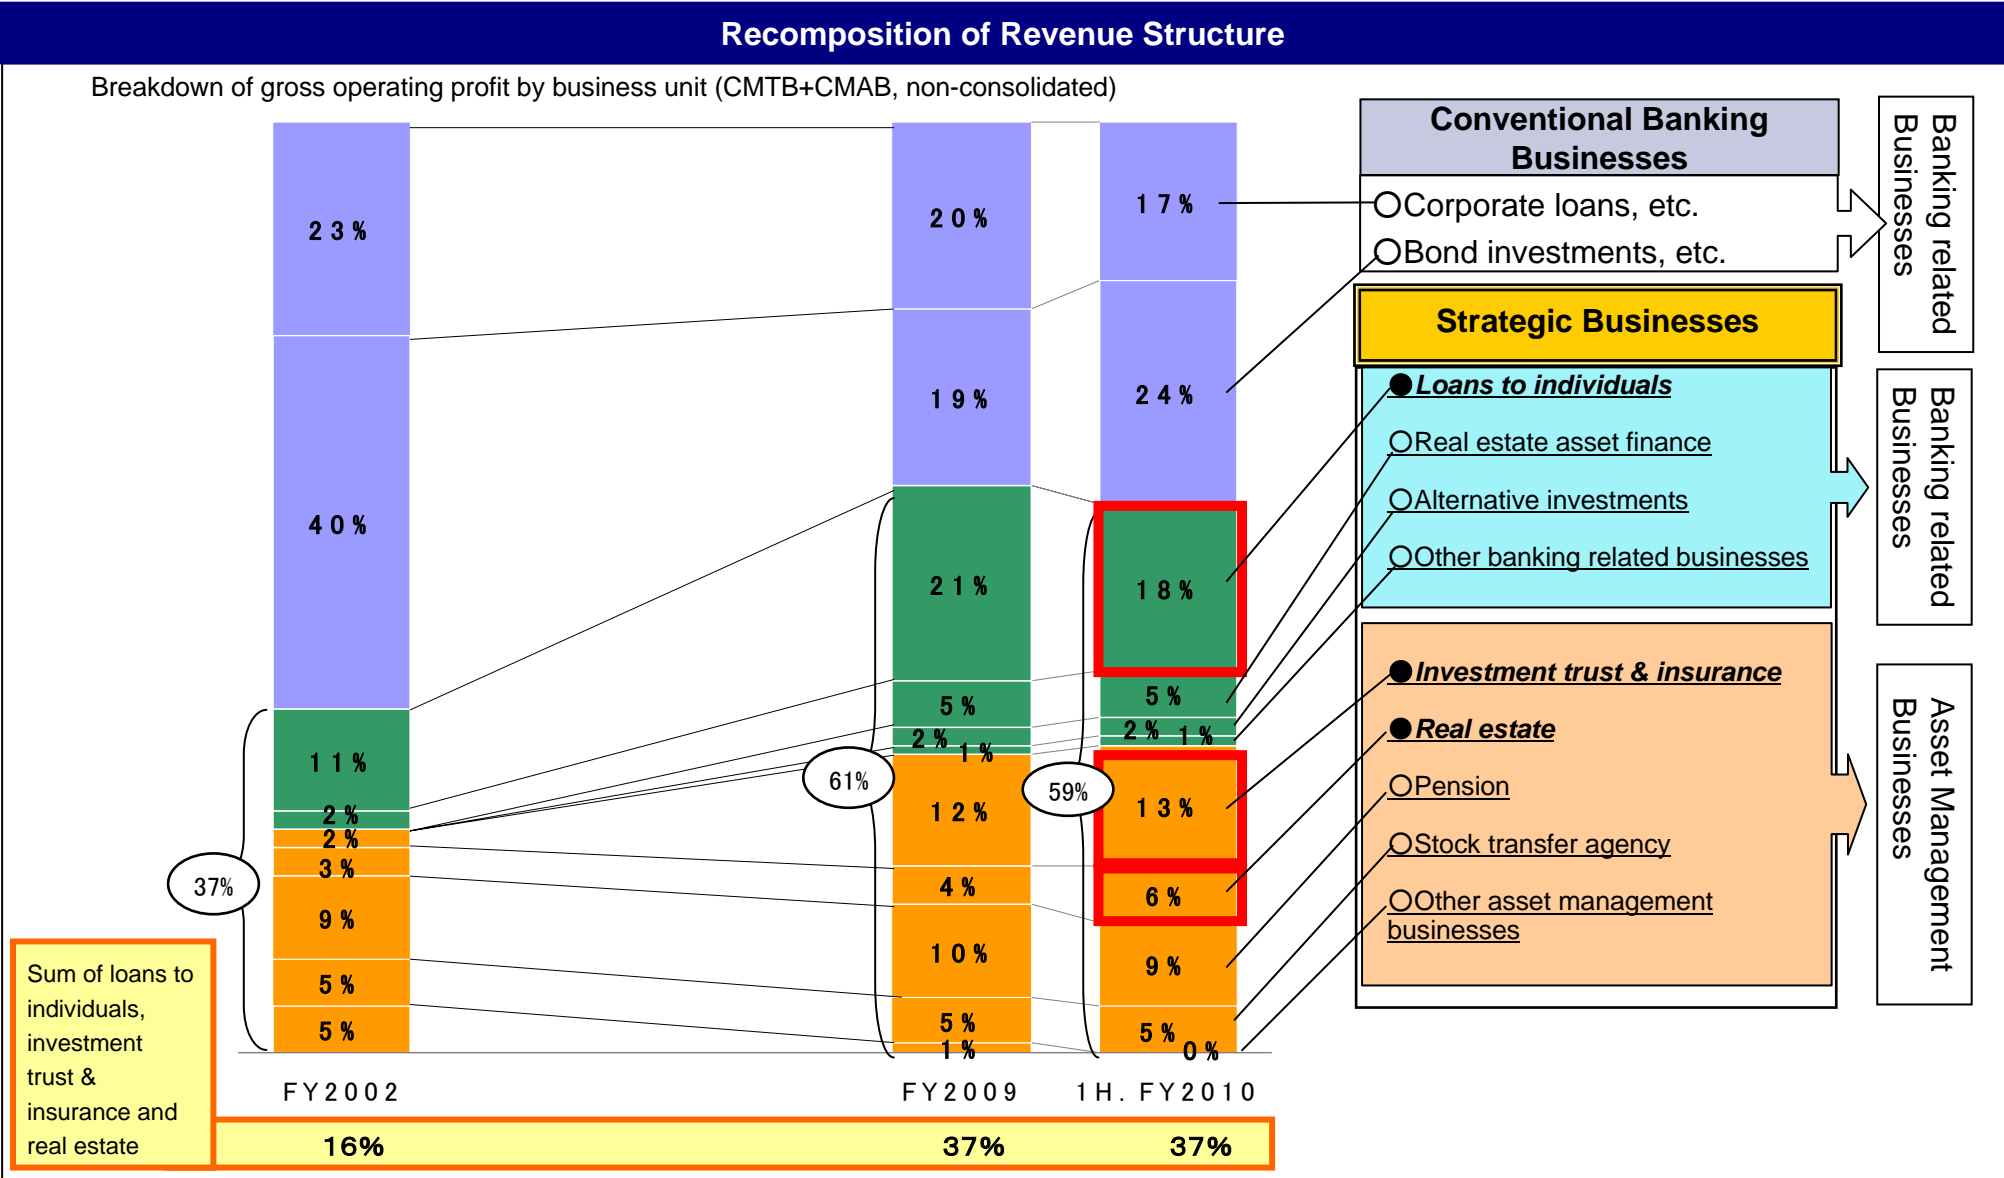 Recomposition of Revenue Structure
Breakdown of gross operating profit by business unit (CMTB+CMAB, non-consolidated)
23%
40%
11%
2%
2%
3%
9%
5%
5%
37%
20%
19%
21%
5%
2%
1%
12%
4%
10%
5%
1%
61%
17%
24%
18%
5%
2%
1%
13%
6%
9%
5%
0%
59%
FY2002
FY2009
1H. FY2010
Sum of loans to
individuals,
investment
trust &
insurance and
real estate
16%
37%
37%
Conventional Banking
Businesses
○Corporate loans, etc.
○Bond investments, etc.
Strategic Businesses
●Loans to individuals
○Real estate asset finance
○Alternative investments
○Other banking related businesses
●Investment trust & insurance
●Real estate
○Pension
○Stock transfer agency
○Other asset management
businesses
Banking related
Businesses
Banking related
Businesses
Asset Management
Businesses